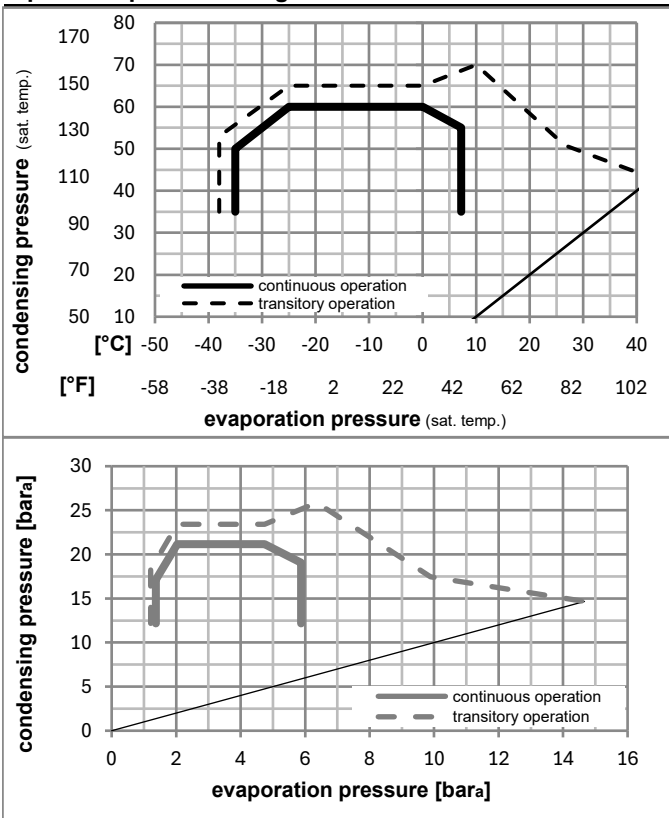 condensing pressure (sat. temp.)
170 80
70
150 60
130 50
110 40
90 30
70 20
50 10
continuous operation
transitory operation
[°C] -50 -40 -30 -20 -10 0 10 20 30 40
[°F] -58 -38 -18 2 22 42 62 82 102
evaporation pressure (sat. temp.)
condensing pressure [bara]
30
25
20
15
10
5
0
continuous operation
transitory operation
0 2 4 6 8 10 12 14 16
evaporation pressure [bara]